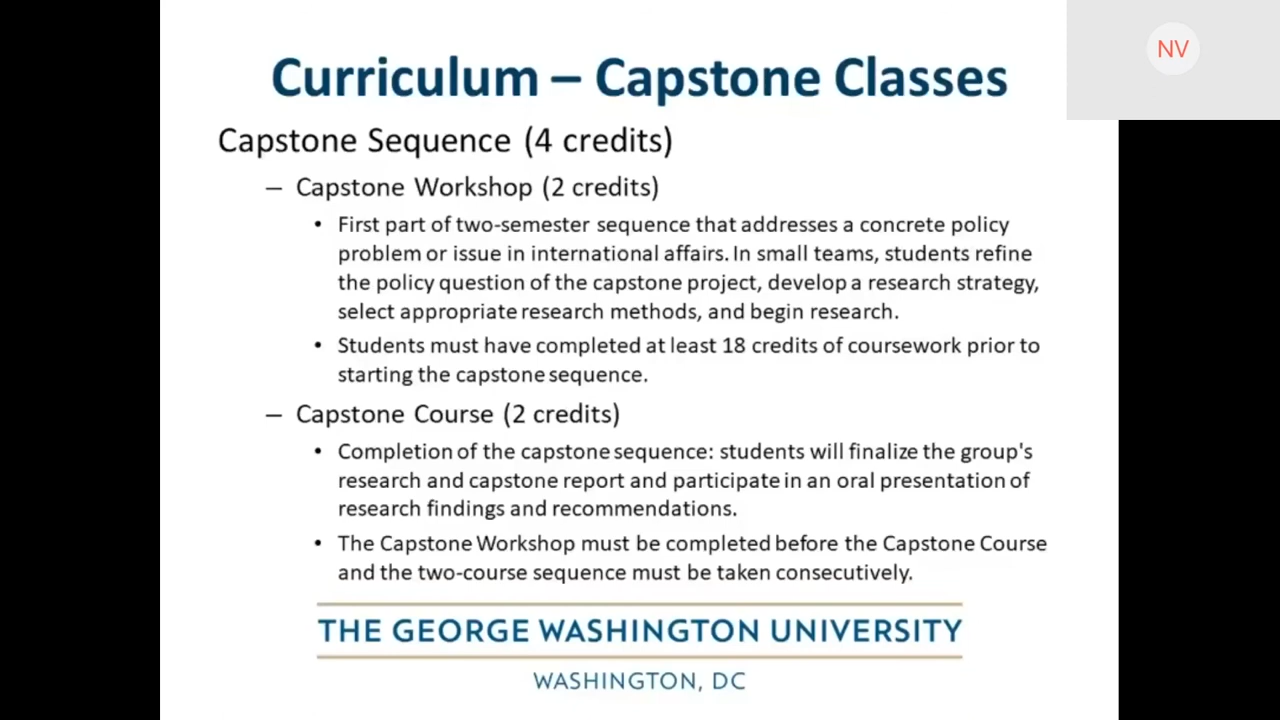 NV
Curriculum – Capstone Classes
Capstone Sequence (4 credits)
– Capstone Workshop (2 credits)
• First part of two-semester sequence that addresses a concrete policy
problem or issue in international affairs. In small teams, students refine
the policy question of the capstone project, develop a research strategy,
select appropriate research methods, and begin research.
• Students must have completed at least 18 credits of coursework prior to
starting the capstone sequence.
– Capstone Course (2 credits)
• Completion of the capstone sequence: students will finalize the group's
research and capstone report and participate in an oral presentation of
research findings and recommendations.
• The Capstone Workshop must be completed before the Capstone Course
and the two-course sequence must be taken consecutively.
THE GEORGE WASHINGTON UNIVERSITY
WASHINGTON, DC